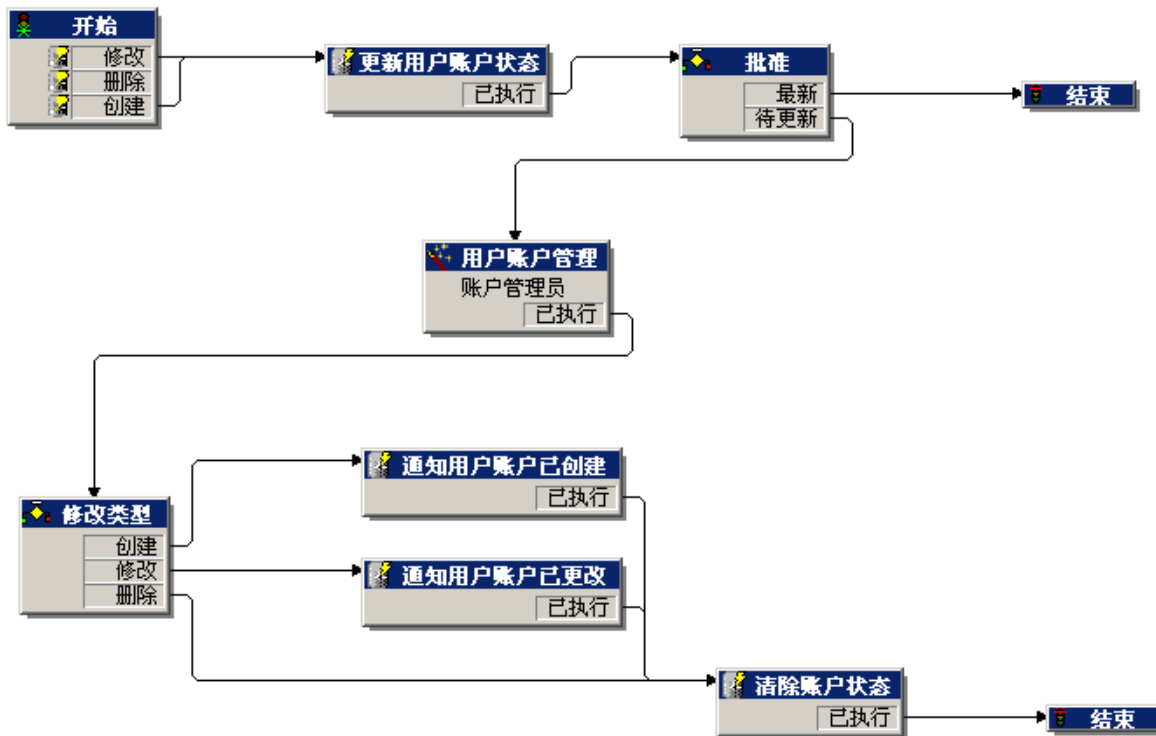 开始
修改
删除
创建
更新用户账户状态
已执行
批准
最新
待更新
结束
用户账户管理
账户管理员
已执行
修改类型
创建
修改
删除
通知用户账户已创建
已执行
通知用户账户已更改
已执行
清除账户状态
已执行
结束